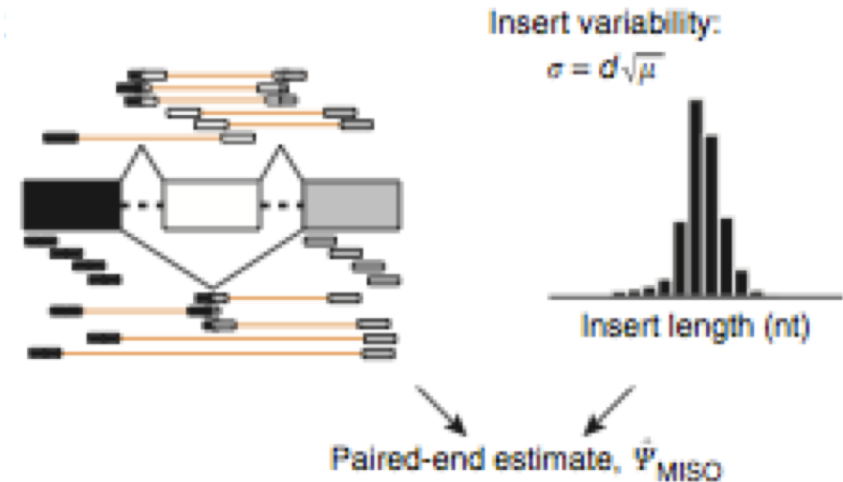 Insert variability:
σ = d√μ
Insert length (nt)
Paired-end estimate, Ψ̂MISO